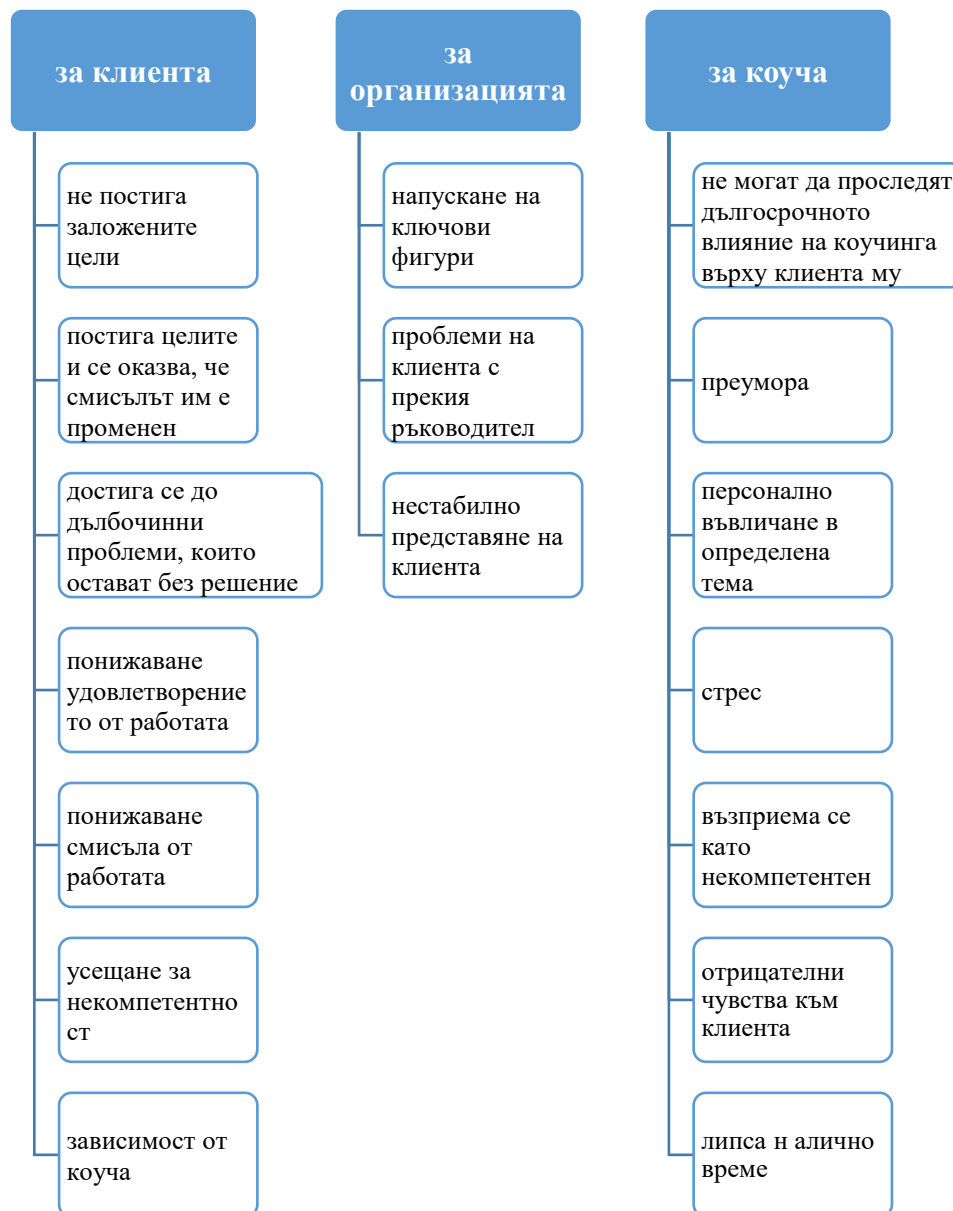 за клиента
не постига
заложените
цели
постига целите
и се оказва, че
смисълът им е
променен
достига се до
дълбочинни
проблеми, които
остават без решение
понижаване
удовлетворение
то от работата
понижаване
смисъла от
работата
усещане за
некомпетентно
ст
зависимост от
коуча
за
организацията
напускане на
ключови
фигури
проблеми на
клиента с
прекия
ръководител
нестабилно
представяне на
клиента
за коуча
не могат да проследят
дългосрочното
влияние на коучинга
върху клиента му
преумора
персонално
въвличане в
определена
тема
стрес
възприема се
като
некомпетентен
отрицателни
чувства към
клиента
липса н алично
време